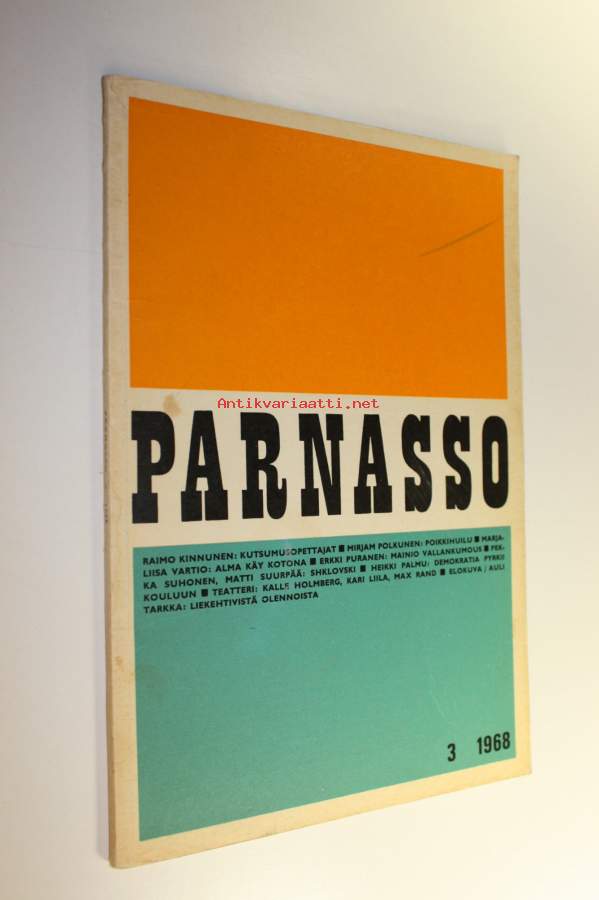 Antikvariaatti.net
PARNASSO
RAIMO KINNUNEN: KUTSUMUSOPETTAJAT ■ MIRJAM POLKUNEN: POIKKIHUILU ■ MARJA-
LIISA VARTIO: ALMA KÄY KOTONA ■ ERKKI PURANEN: MAINIO VALLANKUMOUS ■ PEK-
KA SUHONEN, MATTI SUURPÄÄ: SHKLOVSKI ■ HEIKKI PALMU: DEMOKRATIA PYRKII
KOULUUN ■ TEATTERI: KALLE HOLMBERG, KARI LIILA, MAX RAND ■ ELOKUVA / AULI
TARKKA: LIEKEHTIVISTÄ OLENNOISTA
3 1968